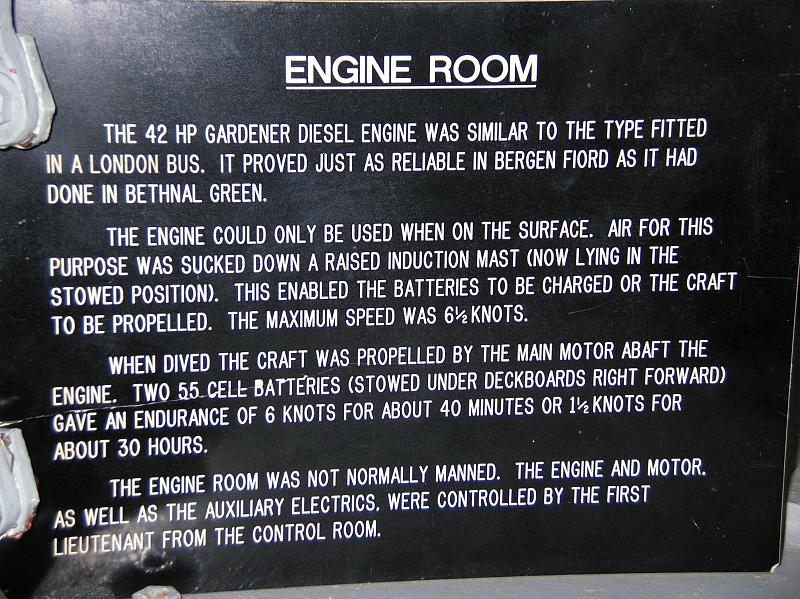 ENGINE ROOM
THE 42 HP GARDENER DIESEL ENGINE WAS SIMILAR TO THE TYPE FITTED
IN A LONDON BUS. IT PROVED JUST AS RELIABLE IN BERGEN FIORD AS IT HAD
DONE IN BETHNAL GREEN.
THE ENGINE COULD ONLY BE USED WHEN ON THE SURFACE. AIR FOR THIS
PURPOSE WAS SUCKED DOWN A RAISED INDUCTION MAST (NOW LYING IN THE
STOWED POSITION). THIS ENABLED THE BATTERIES TO BE CHARGED OR THE CRAFT
TO BE PROPELLED. THE MAXIMUM SPEED WAS 6½ KNOTS.
WHEN DIVED THE CRAFT WAS PROPELLED BY THE MAIN MOTOR ABAFT THE
ENGINE. TWO 55 CELL BATTERIES (STOWED UNDER DECKBOARDS RIGHT FORWARD)
GAVE AN ENDURANCE OF 6 KNOTS FOR ABOUT 40 MINUTES OR 1½ KNOTS FOR
ABOUT 30 HOURS.
THE ENGINE ROOM WAS NOT NORMALLY MANNED. THE ENGINE AND MOTOR,
AS WELL AS THE AUXILIARY ELECTRICS, WERE CONTROLLED BY THE FIRST
LIEUTENANT FROM THE CONTROL ROOM.